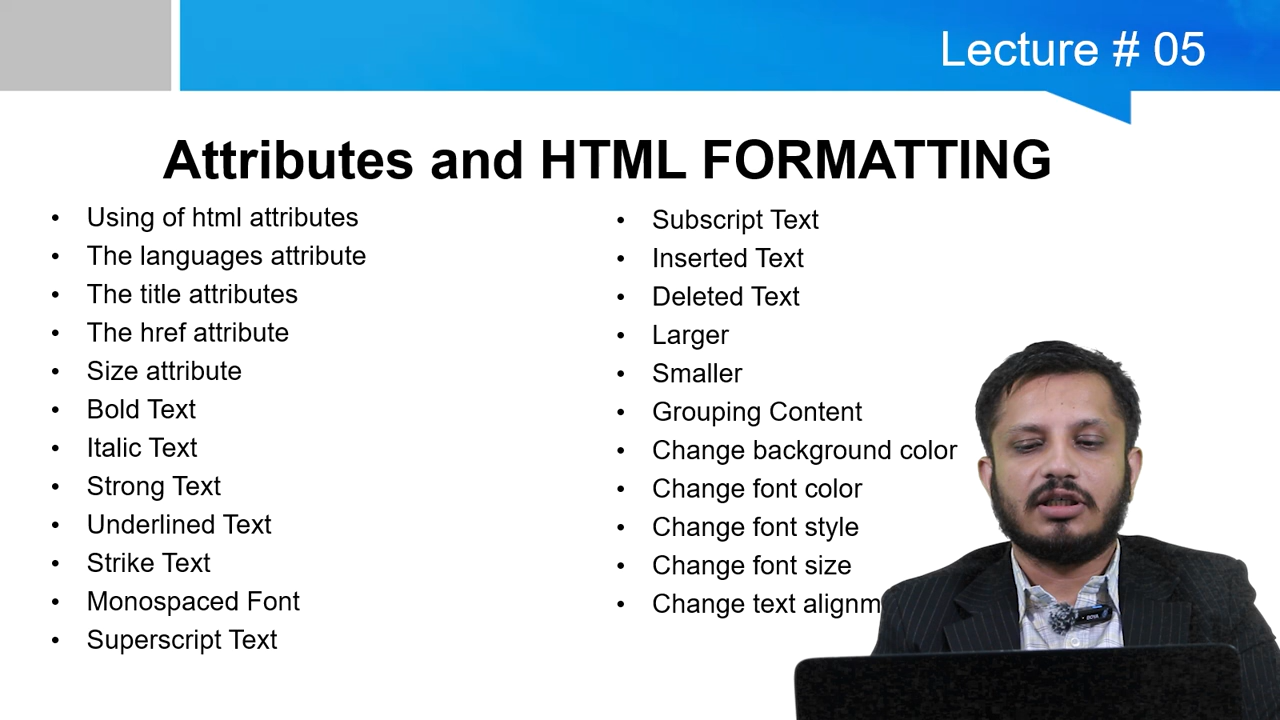 Lecture # 05
Attributes and HTML FORMATTING
• Using of html attributes
• The languages attribute
• The title attributes
• The href attribute
• Size attribute
• Bold Text
• Italic Text
• Strong Text
• Underlined Text
• Strike Text
• Monospaced Font
• Superscript Text
• Subscript Text
• Inserted Text
• Deleted Text
• Larger
• Smaller
• Grouping Content
• Change background color
• Change font color
• Change font style
• Change font size
• Change text